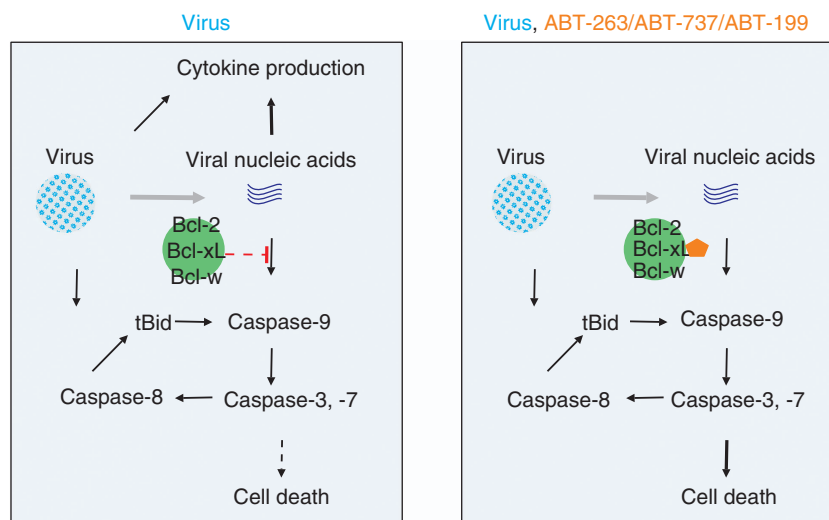 Virus
Cytokine production
Virus
Viral nucleic acids
Bcl-2
Bcl-xL
Bcl-w
tBid
Caspase-9
Caspase-8
Caspase-3, -7
Cell death
Virus, ABT-263/ABT-737/ABT-199
Virus
Viral nucleic acids
Bcl-2
Bcl-xL
Bcl-w
tBid
Caspase-9
Caspase-8
Caspase-3, -7
Cell death